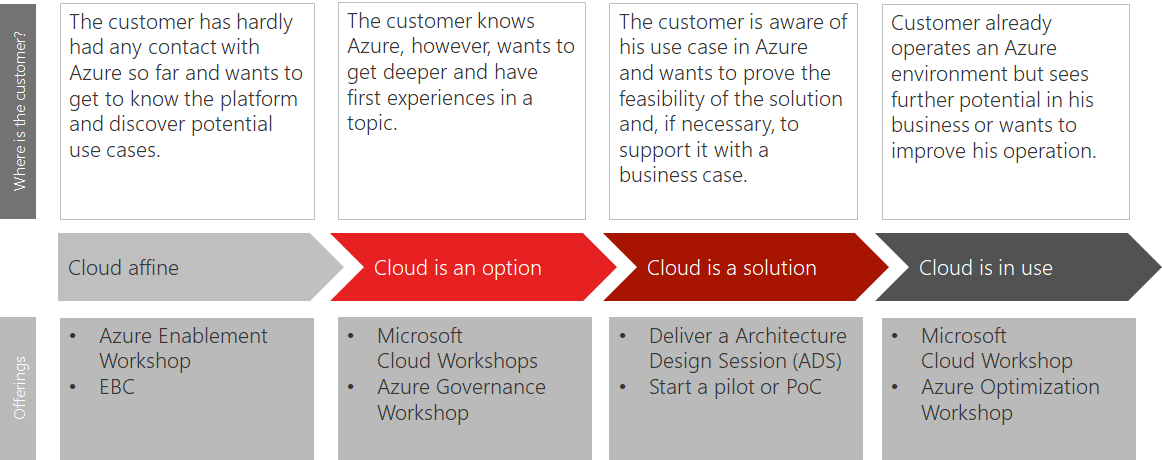 Where is the customer?
The customer has hardly
had any contact with
Azure so far and wants to
get to know the platform
and discover potential
use cases.
The customer knows
Azure, however, wants to
get deeper and have
first experiences in a
topic.
The customer is aware of
his use case in Azure
and wants to prove the
feasibility of the solution
and, if necessary, to
support it with a
business case.
Customer already
operates an Azure
environment but sees
further potential in his
business or wants to
improve his operation.
Cloud affine
Cloud is an option
Cloud is a solution
Cloud is in use
Offerings
• Azure Enablement
Workshop
• EBC
• Microsoft
Cloud Workshops
• Azure Governance
Workshop
• Deliver a Architecture
Design Session (ADS)
• Start a pilot or PoC
• Microsoft
Cloud Workshop
• Azure Optimization
Workshop